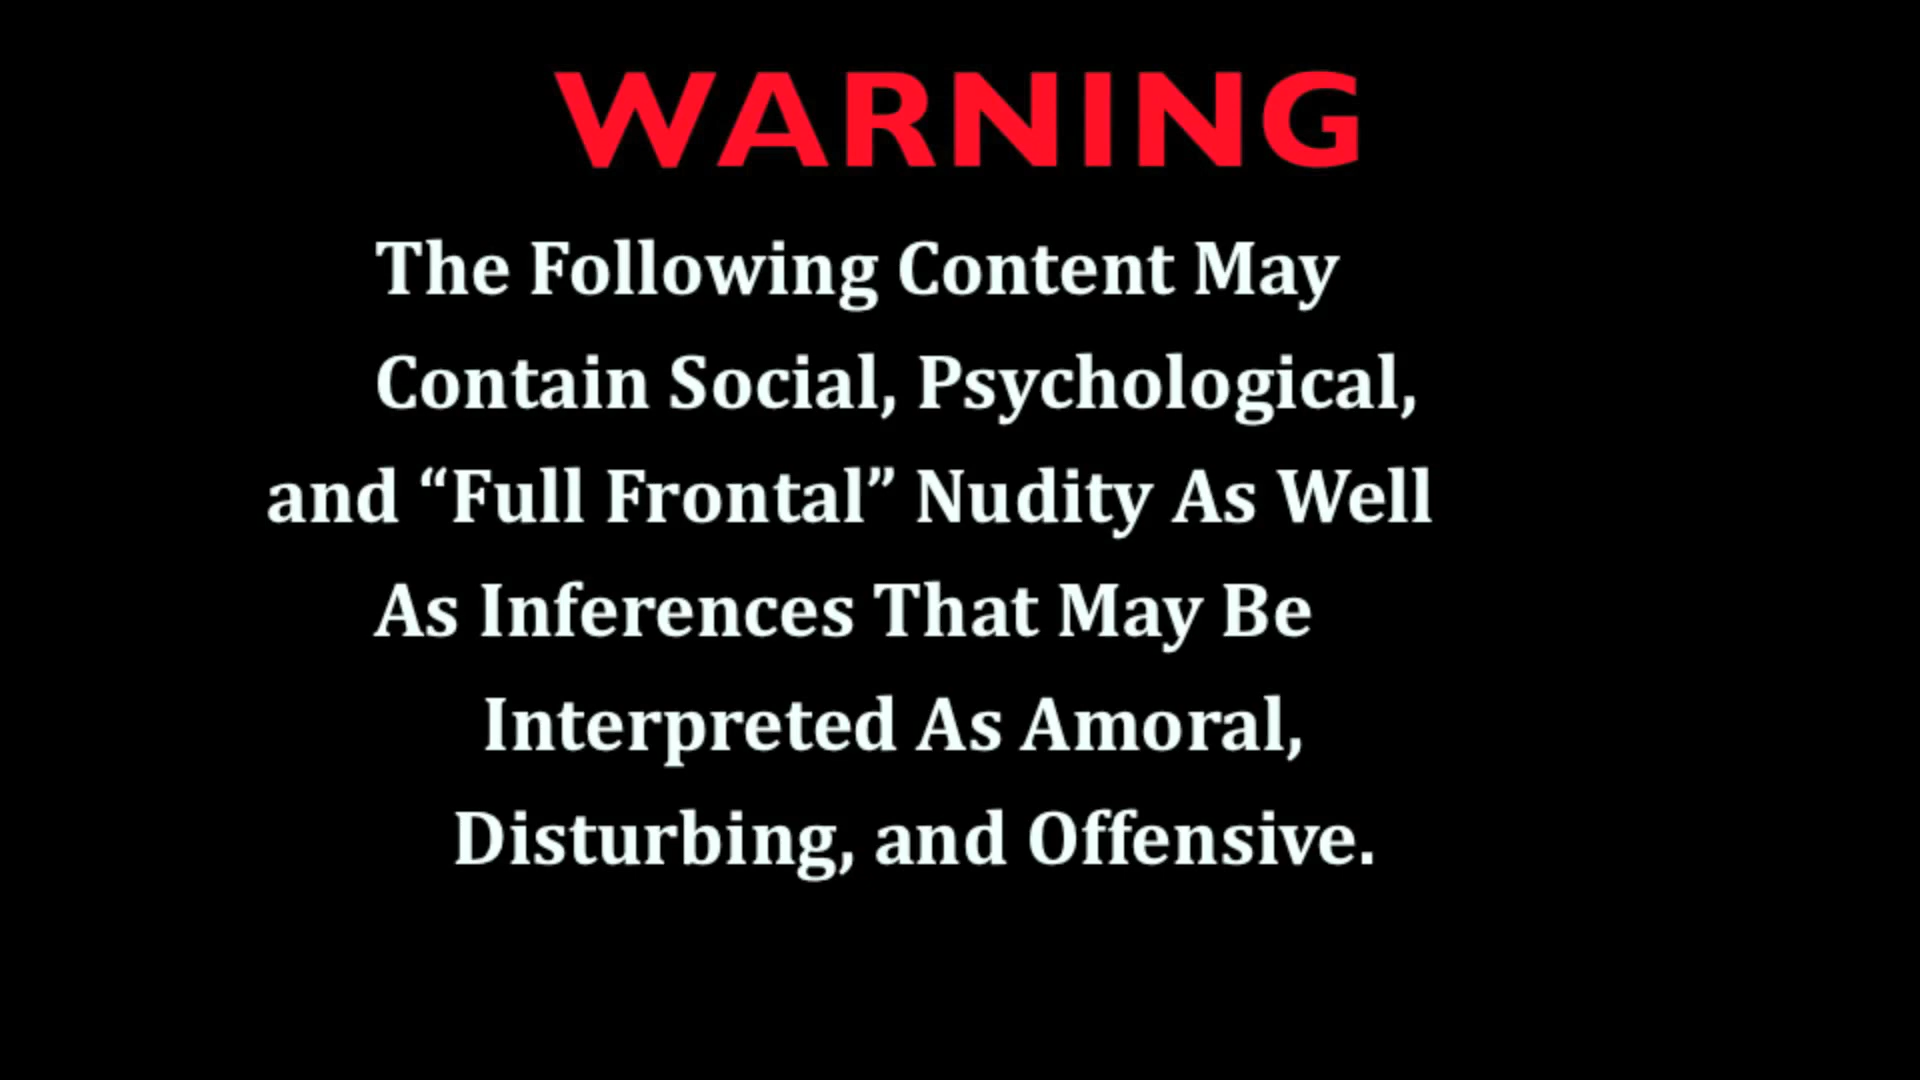 WARNING
The Following Content May
Contain Social, Psychological,
and “Full Frontal” Nudity As Well
As Inferences That May Be
Interpreted As Amoral,
Disturbing, and Offensive.